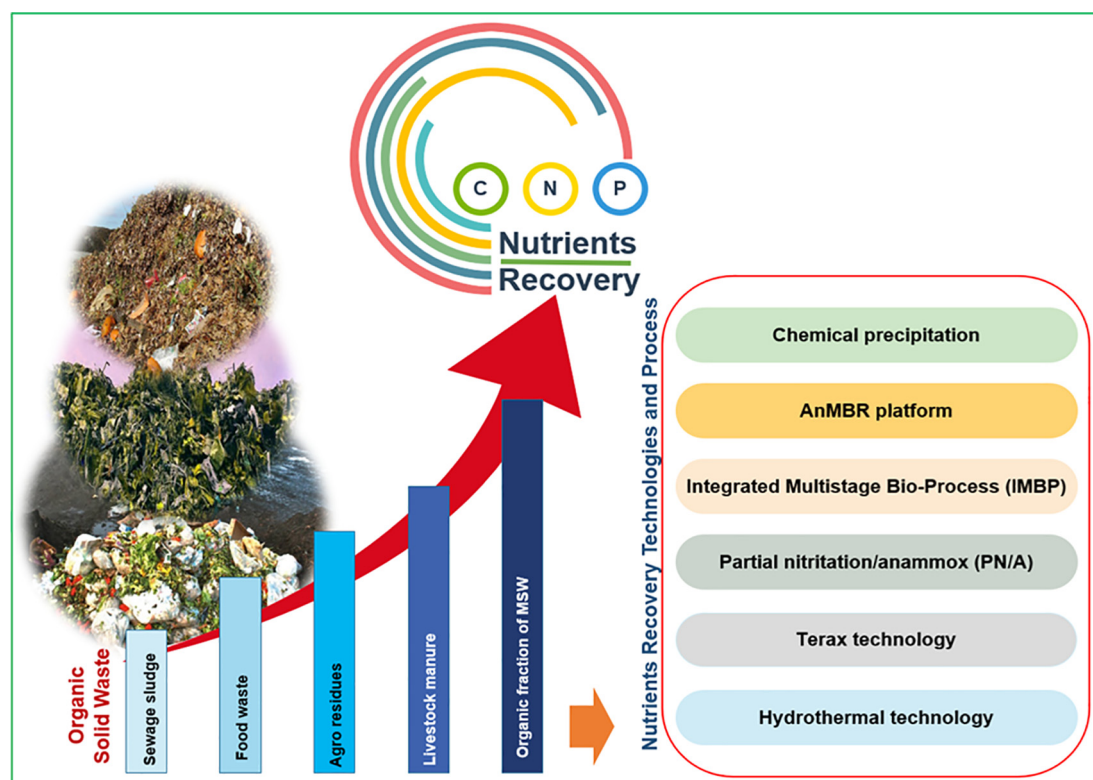 C N P
Nutrients
Recovery
Organic
Solid Waste
Sewage sludge
Food waste
Agro residues
Livestock manure
Organic fraction of MSW
Nutrients Recovery Technologies and Process
Chemical precipitation
AnMBR platform
Integrated Multistage Bio-Process (IMBP)
Partial nitritation/anammox (PN/A)
Terax technology
Hydrothermal technology